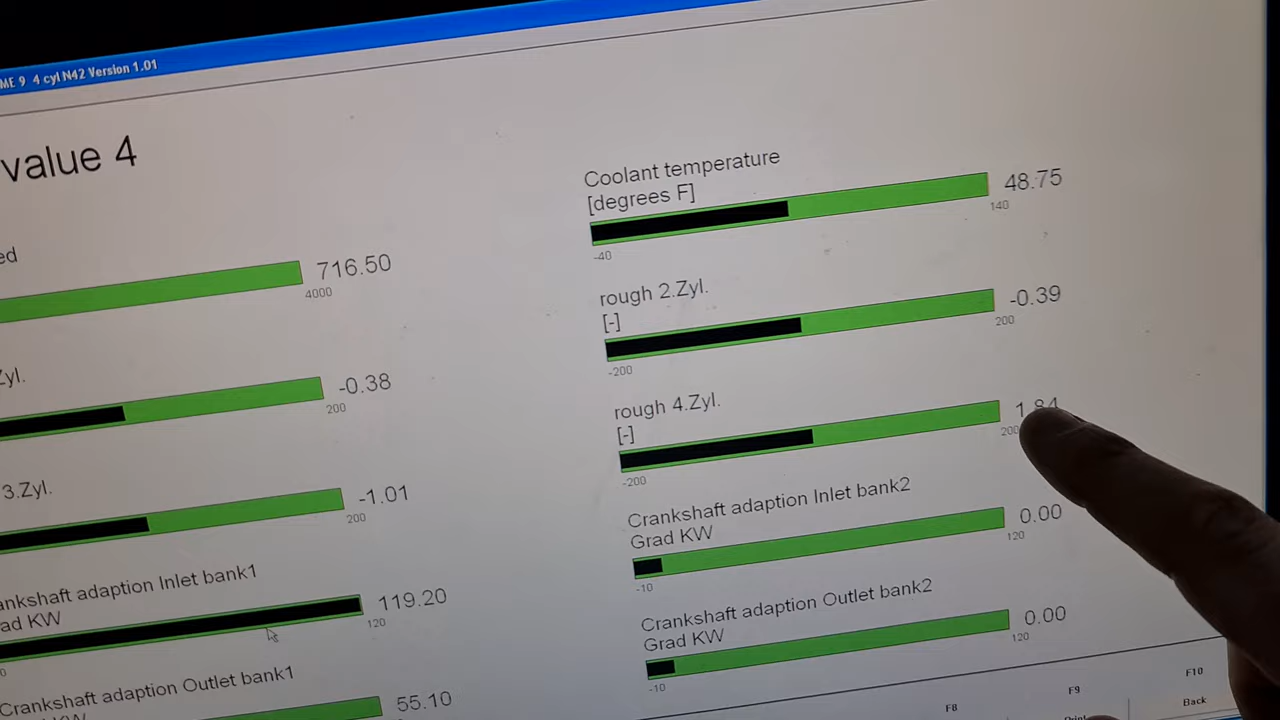 ME 9 4 cyl N42 Version 1.01
value 4
Coolant temperature
[degrees F]
48.75
-40
140
716.50
4000
rough 2.Zyl.
[-]
-0.39
-200
200
-0.38
200
rough 4.Zyl.
[-]
1.84
-200
200
3.Zyl.
-1.01
200
Crankshaft adaption Inlet bank2
Grad KW
0.00
-10
120
adaption Inlet bank1
KW
119.20
120
Crankshaft adaption Outlet bank2
Grad KW
0.00
-10
120
Crankshaft adaption Outlet bank1
55.10
F8
F9
F10
Back